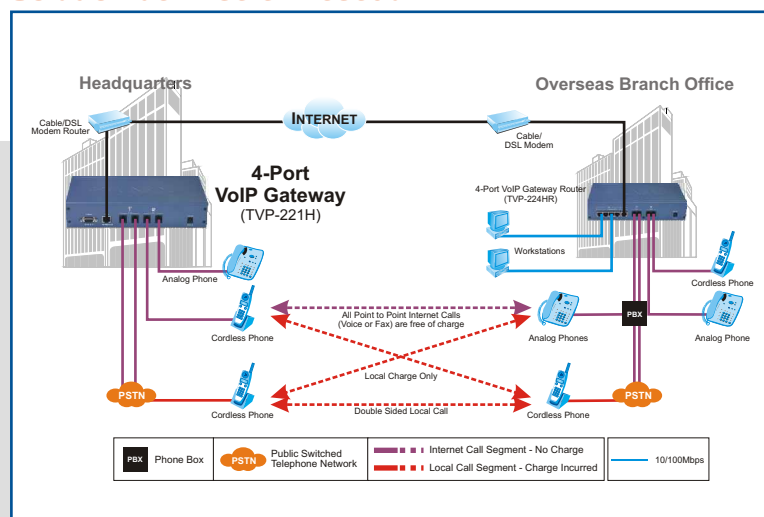 Headquarters
Overseas Branch Office
Cable/DSL
Modem Router
INTERNET
Cable/
DSL Modem
4-Port
VoIP Gateway
(TVP-221H)
4-Port VoIP Gateway Router
(TVP-224HR)
Workstations
Analog Phone
Cordless Phone
Cordless Phone
All Point to Point Internet Calls
(Voice or Fax) are free of charge
Analog Phones
PBX
Analog Phone
Local Charge Only
PSTN
Cordless Phone
Double Sided Local Call
Cordless Phone
PSTN
PBX
Phone Box
PSTN
Public Switched
Telephone Network
Internet Call Segment - No Charge
Local Call Segment - Charge Incurred
10/100Mbps